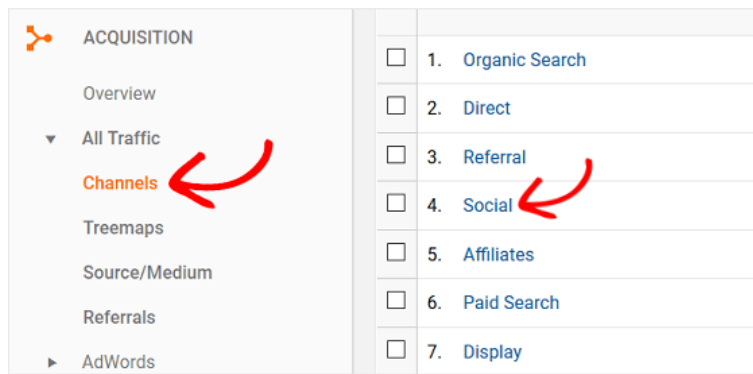 ACQUISITION
Overview
All Traffic
Channels
Treemaps
Source/Medium
Referrals
AdWords
1. Organic Search
2. Direct
3. Referral
4. Social
5. Affiliates
6. Paid Search
7. Display